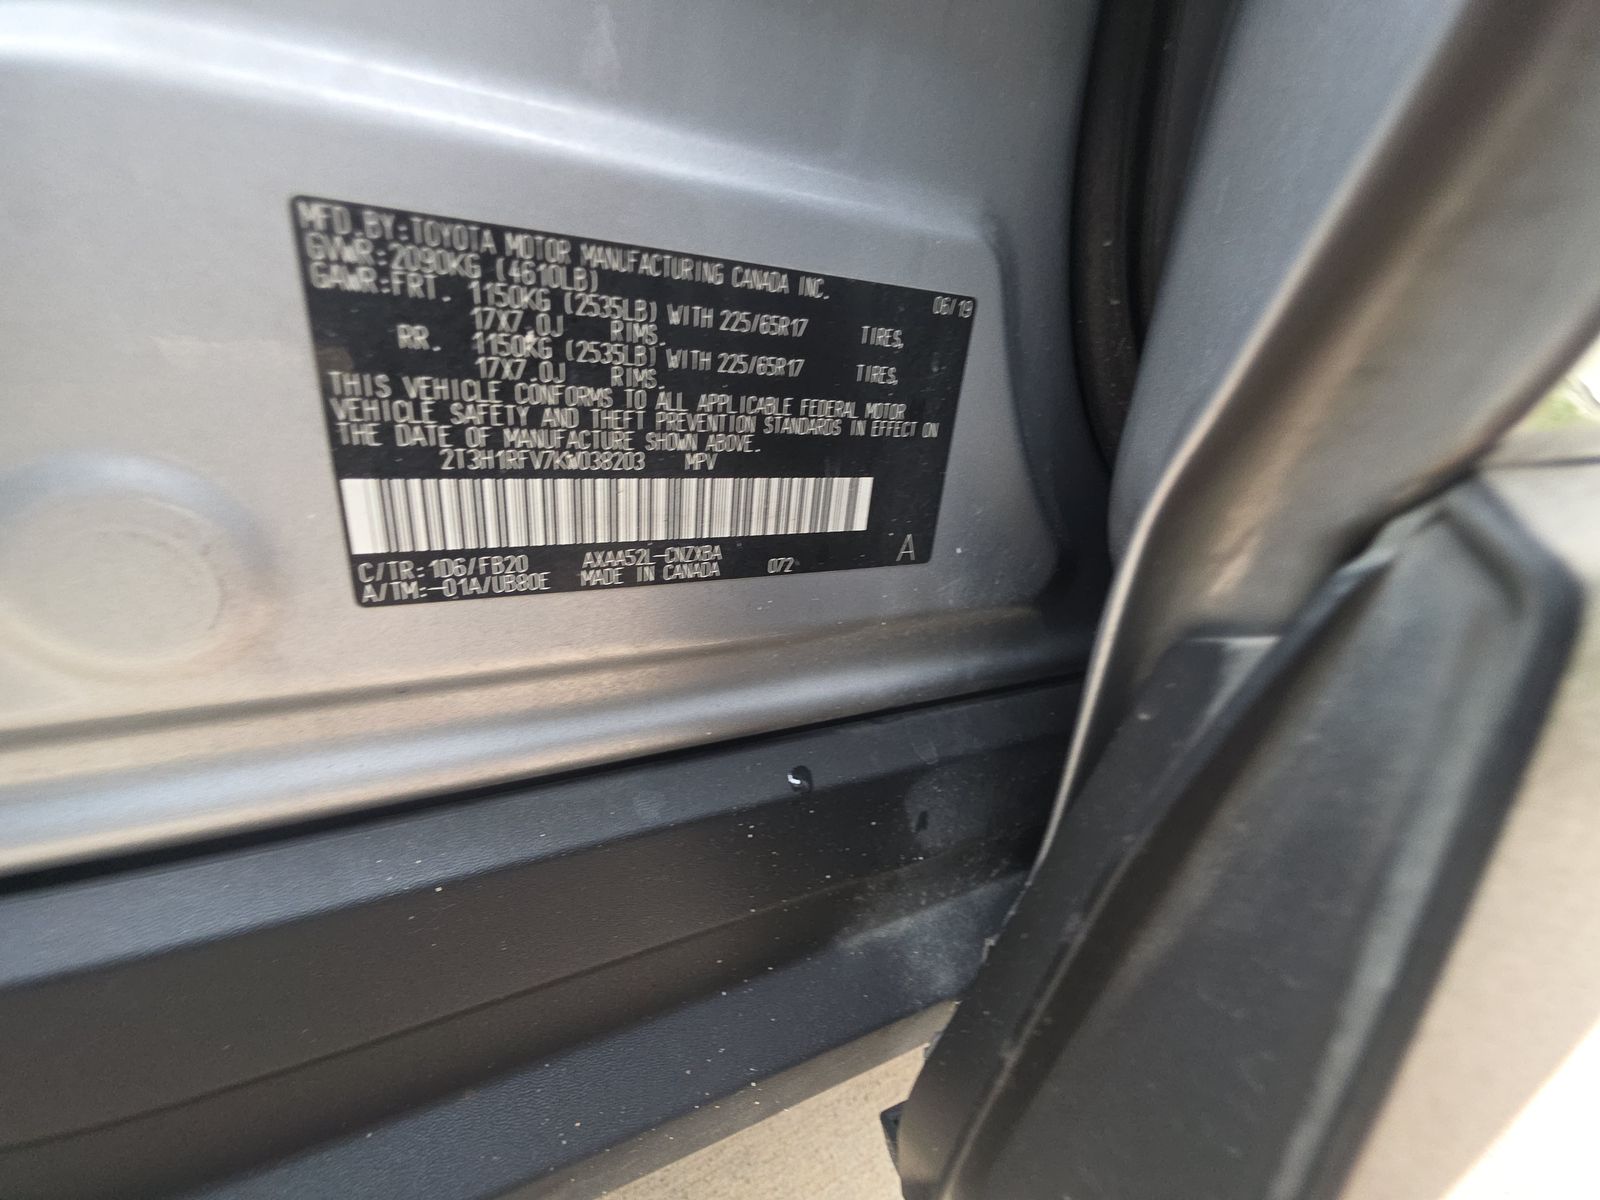 MFD.BY:TOYOTA MOTOR MANUFACTURING CANADA INC.
GVWR:2090KG (4610LB) 06/19
GAWR:FRT. 1150KG (2535LB) WITH 225/65R17 TIRES,
17X7.0J RIMS.
RR. 1150KG (2535LB) WITH 225/65R17 TIRES,
17X7.0J RIMS.
THIS VEHICLE CONFORMS TO ALL APPLICABLE FEDERAL MOTOR
VEHICLE SAFETY AND THEFT PREVENTION STANDARDS IN EFFECT ON
THE DATE OF MANUFACTURE SHOWN ABOVE.
2T3H1RFV7KW038203 MPV
C/TR:1D6/FB20 AXAA52L-CNZXBA 072 A
A/TM:-01A/UB80E MADE IN CANADA